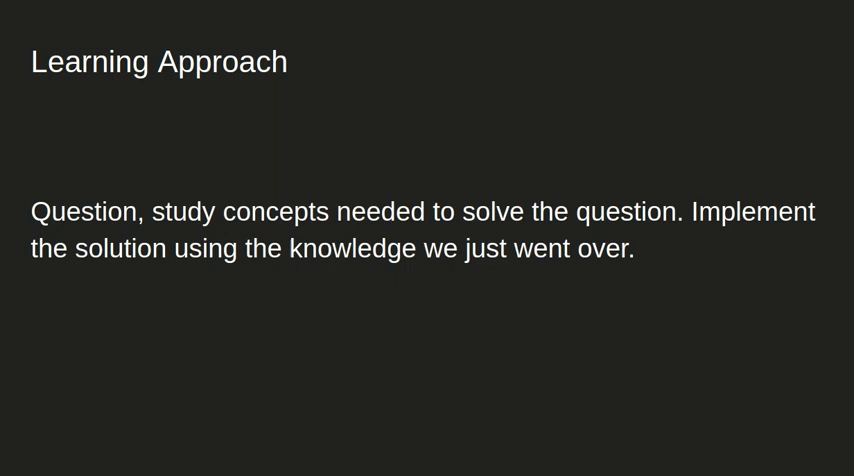 Learning Approach
Question, study concepts needed to solve the question. Implement
the solution using the knowledge we just went over.